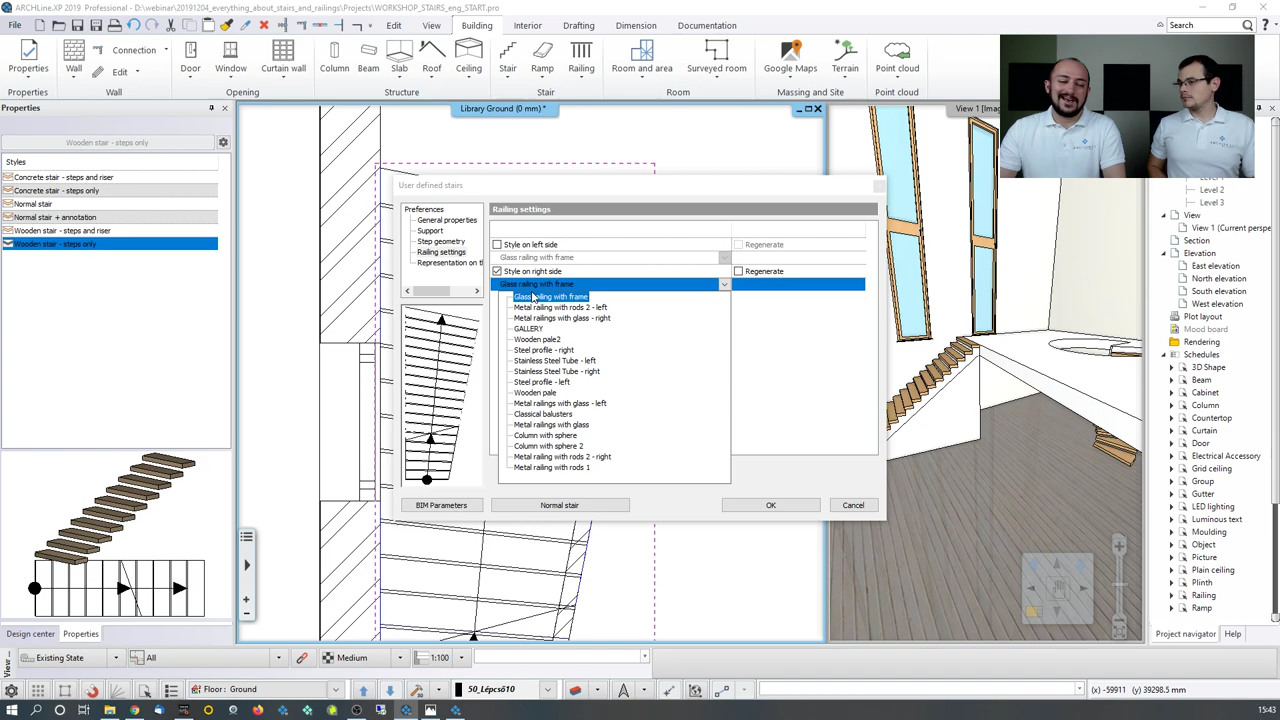 ARCHLine.XP 2019 Professional - D:\webinar\20191204_everything_about_stairs_and_railings\Projects\WORKSHOP_STAIRS_eng_START.pro
File
Edit
View
Building
Interior
Drafting
Dimension
Documentation
Search
Properties
Wall
Connection
Edit
Door
Window
Curtain wall
Column
Beam
Slab
Roof
Ceiling
Stair
Ramp
Railing
Room and area
Surveyed room
Google Maps
Terrain
Point cloud
Properties
Wall
Opening
Structure
Stair
Room
Massing and Site
Point cloud
Properties
Library Ground (0 mm) *
View 1 [Imag
Wooden stair - steps only
Styles
Concrete stair - steps and riser
Concrete stair - steps only
Normal stair
Normal stair + annotation
Wooden stair - steps and riser
Wooden stair - steps only
User defined stairs
Preferences
General properties
Support
Step geometry
Railing settings
Representation on th
Railing settings
Style on left side
Regenerate
Glass railing with frame
Style on right side
Regenerate
Glass railing with frame
Glass railing with frame
Metal railing with rods 2 - left
Metal railings with glass - right
GALLERY
Wooden pale2
Steel profile - right
Stainless Steel Tube - left
Stainless Steel Tube - right
Steel profile - left
Wooden pale
Metal railings with glass - left
Classical balusters
Metal railings with glass
Column with sphere
Column with sphere 2
Metal railing with rods 2 - right
Metal railing with rods 1
BIM Parameters
Normal stair
OK
Cancel
Level 2
Level 3
View
View 1 (Current perspe
Section
Elevation
East elevation
North elevation
South elevation
West elevation
Plot layout
Mood board
Rendering
Schedules
3D Shape
Beam
Cabinet
Column
Countertop
Curtain
Door
Electrical Accessory
Grid ceiling
Group
Gutter
LED lighting
Luminous text
Moulding
Object
Picture
Plain ceiling
Plinth
Railing
Ramp
Design center
Properties
Project navigator
Help
View
Existing State
All
Medium
1:100
Floor : Ground
50_Lépcső10
(x) -59911 (y) 39298.5 mm
15:43